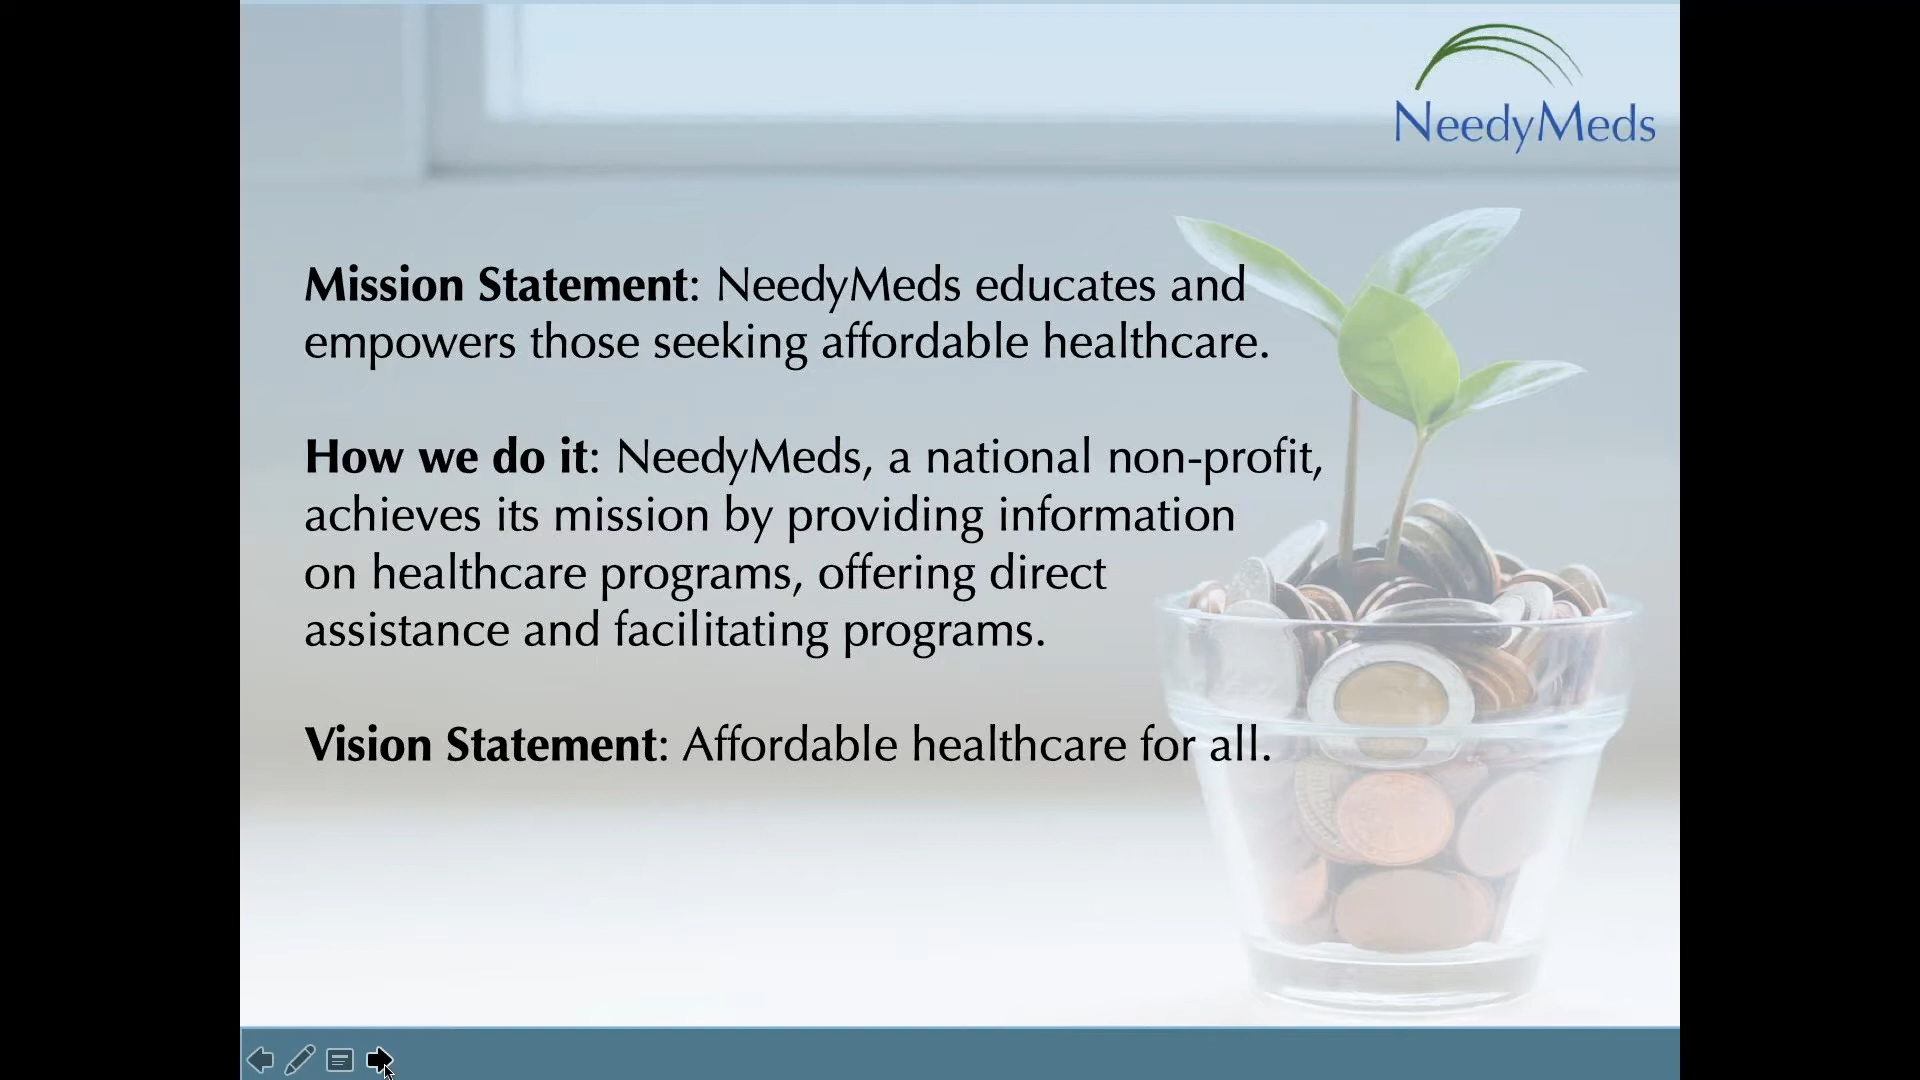 NeedyMeds
Mission Statement: NeedyMeds educates and
empowers those seeking affordable healthcare.
How we do it: NeedyMeds, a national non-profit,
achieves its mission by providing information
on healthcare programs, offering direct
assistance and facilitating programs.
Vision Statement: Affordable healthcare for all.